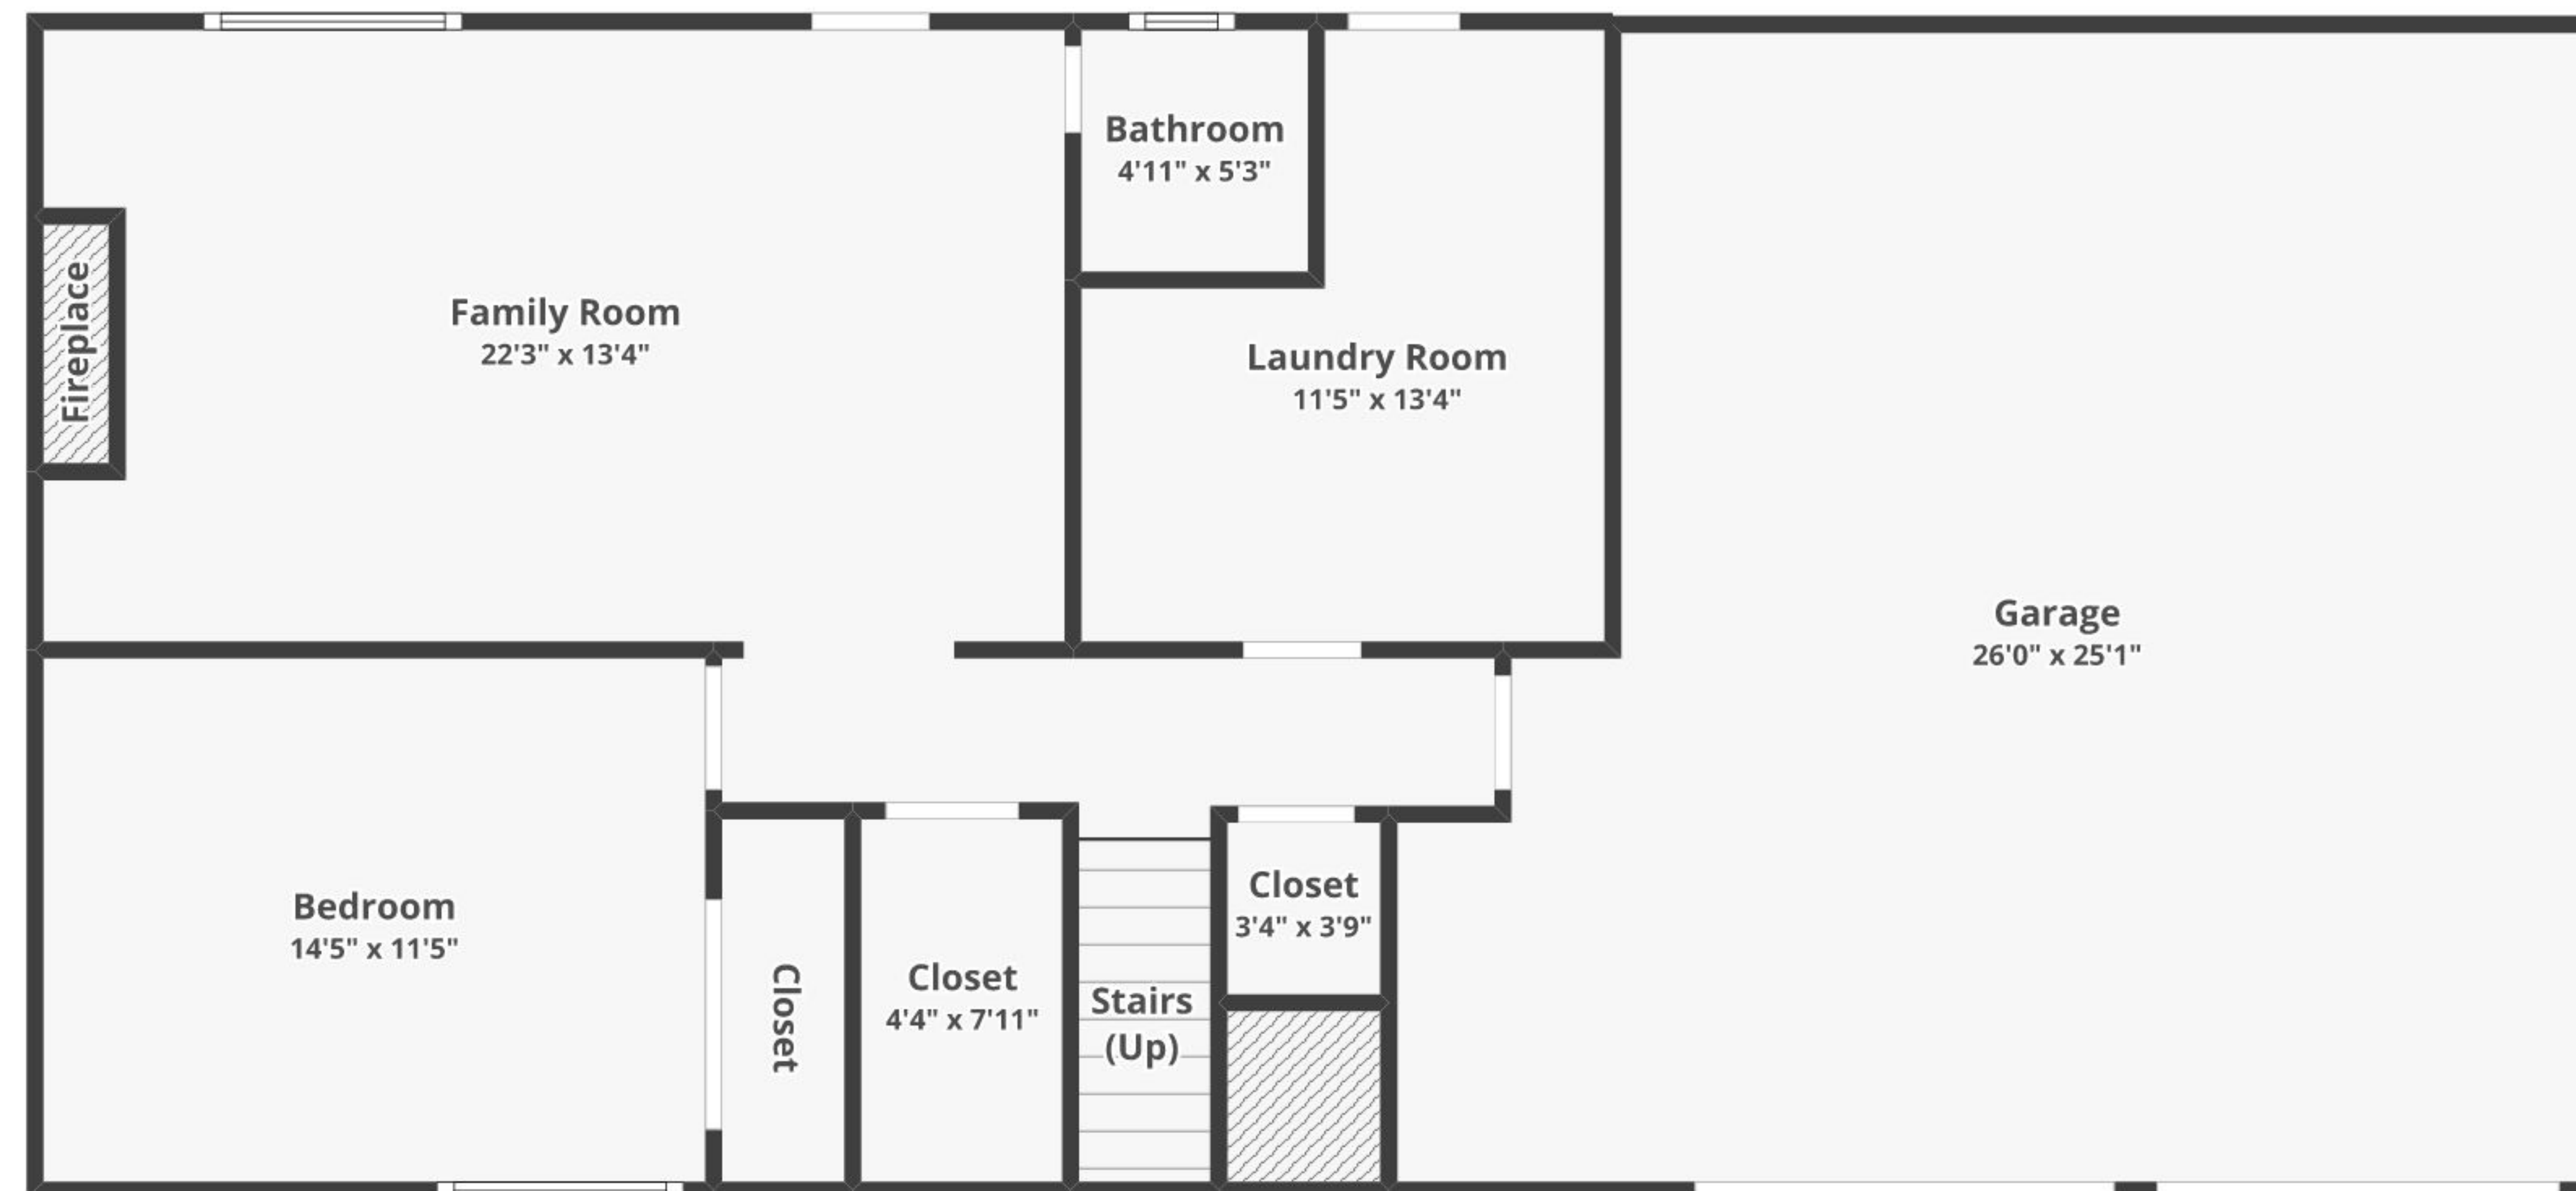 Bathroom
4'11" x 5'3"
Family Room
22'3" x 13'4"
Fireplace
Laundry Room
11'5" x 13'4"
Garage
26'0" x 25'1"
Bedroom
14'5" x 11'5"
Closet
Closet
4'4" x 7'11"
Stairs
(Up)
Closet
3'4" x 3'9"